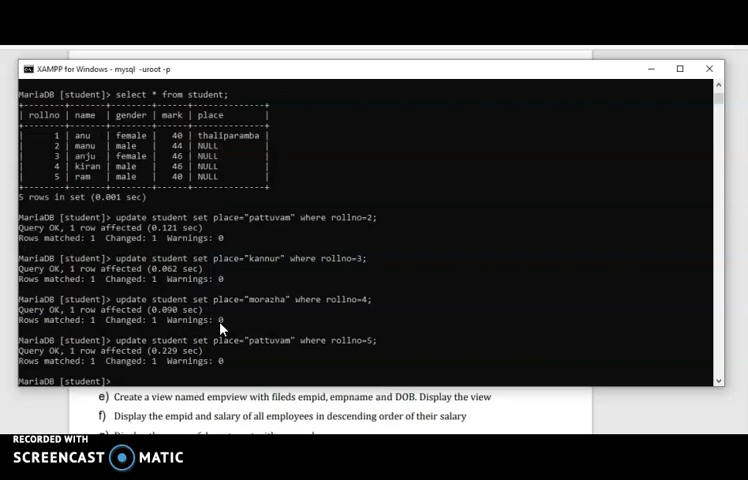 XAMPP for Windows - mysql -uroot -p
MariaDB [student]> select * from student;
+--------+-------+--------+------+--------------+
| rollno | name | gender | mark | place |
+--------+-------+--------+------+--------------+
| 1 | anu | female | 40 | thaliparamba |
| 2 | manu | male | 44 | NULL |
| 3 | anju | female | 46 | NULL |
| 4 | kiran | male | 46 | NULL |
| 5 | ram | male | 40 | NULL |
+--------+-------+--------+------+--------------+
5 rows in set (0.001 sec)
MariaDB [student]> update student set place="pattuvam" where rollno=2;
Query OK, 1 row affected (0.121 sec)
Rows matched: 1 Changed: 1 Warnings: 0
MariaDB [student]> update student set place="kannur" where rollno=3;
Query OK, 1 row affected (0.062 sec)
Rows matched: 1 Changed: 1 Warnings: 0
MariaDB [student]> update student set place="morazha" where rollno=4;
Query OK, 1 row affected (0.090 sec)
Rows matched: 1 Changed: 1 Warnings: 0
MariaDB [student]> update student set place="pattuvam" where rollno=5;
Query OK, 1 row affected (0.229 sec)
Rows matched: 1 Changed: 1 Warnings: 0
MariaDB [student]>
e) Create a view named empview with fileds empid, empname and DOB. Display the view
f) Display the empid and salary of all employees in descending order of their salary
RECORDED WITH
SCREENCAST MATIC